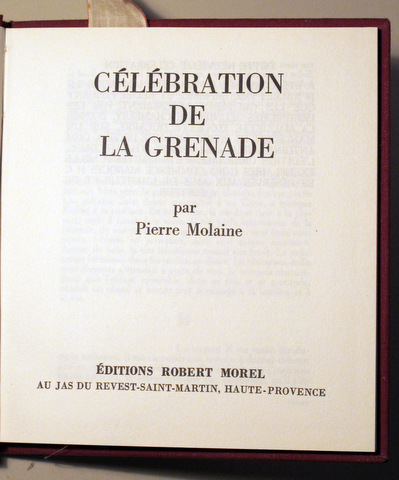 CÉLÉBRATION
DE
LA GRENADE
par
Pierre Molaine
ÉDITIONS ROBERT MOREL
AU JAS DU REVEST-SAINT-MARTIN, HAUTE-PROVENCE